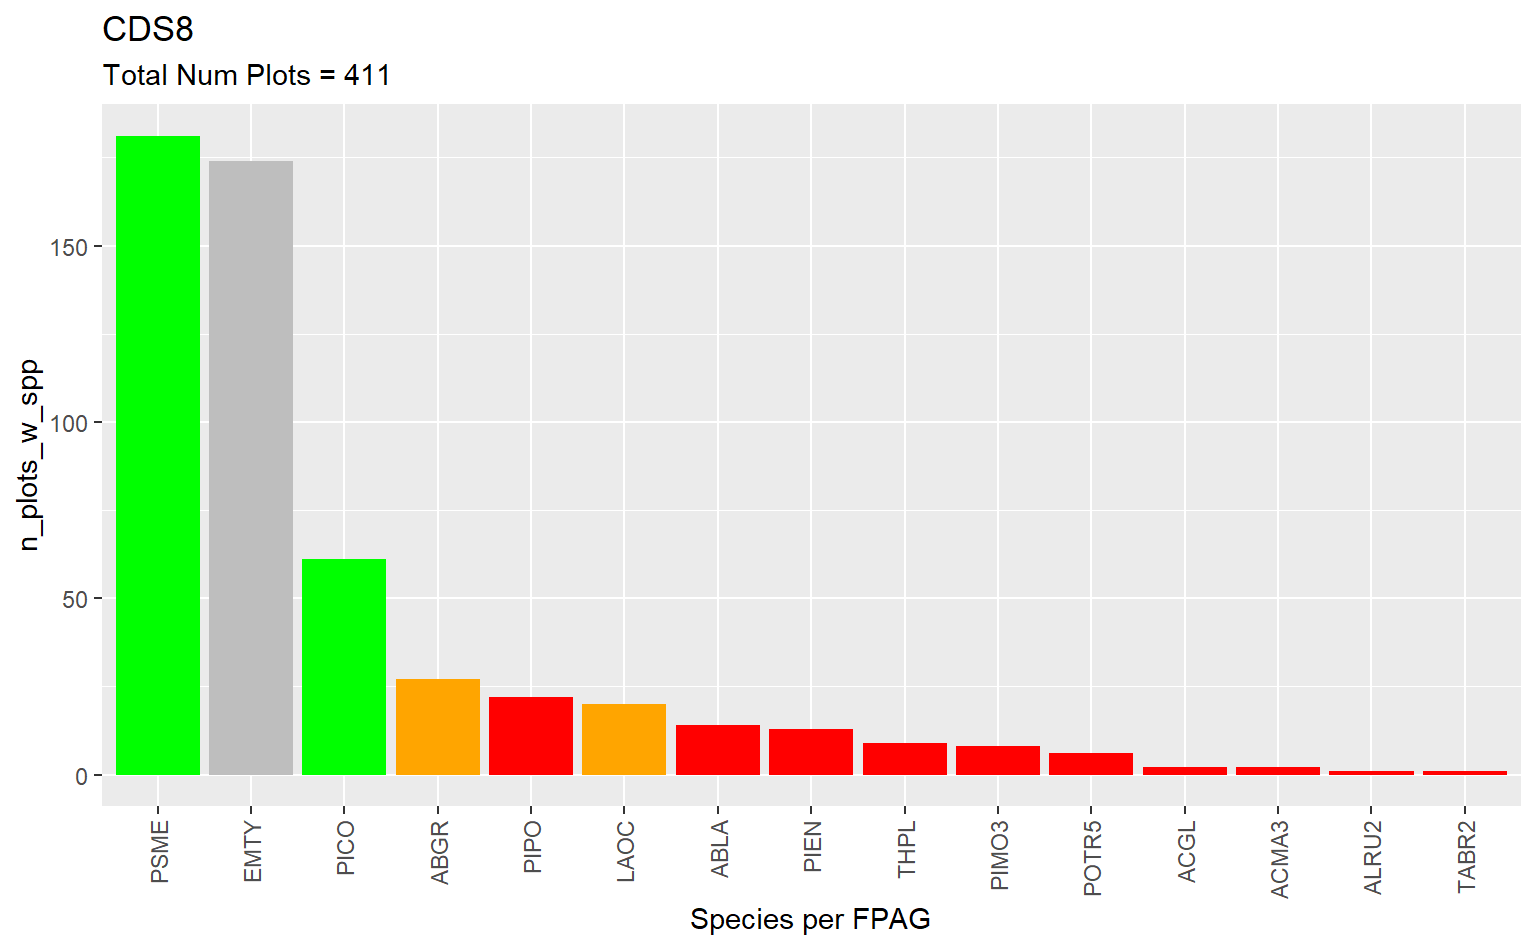 CDS8
Total Num Plots = 411
n_plots_w_spp
150
100
50
0
PSME
EMTY
PICO
ABGR
PIPO
LAOC
ABLA
PIEN
THPL
PIMO3
POTR5
ACGL
ACMA3
ALRU2
TABR2
Species per FPAG